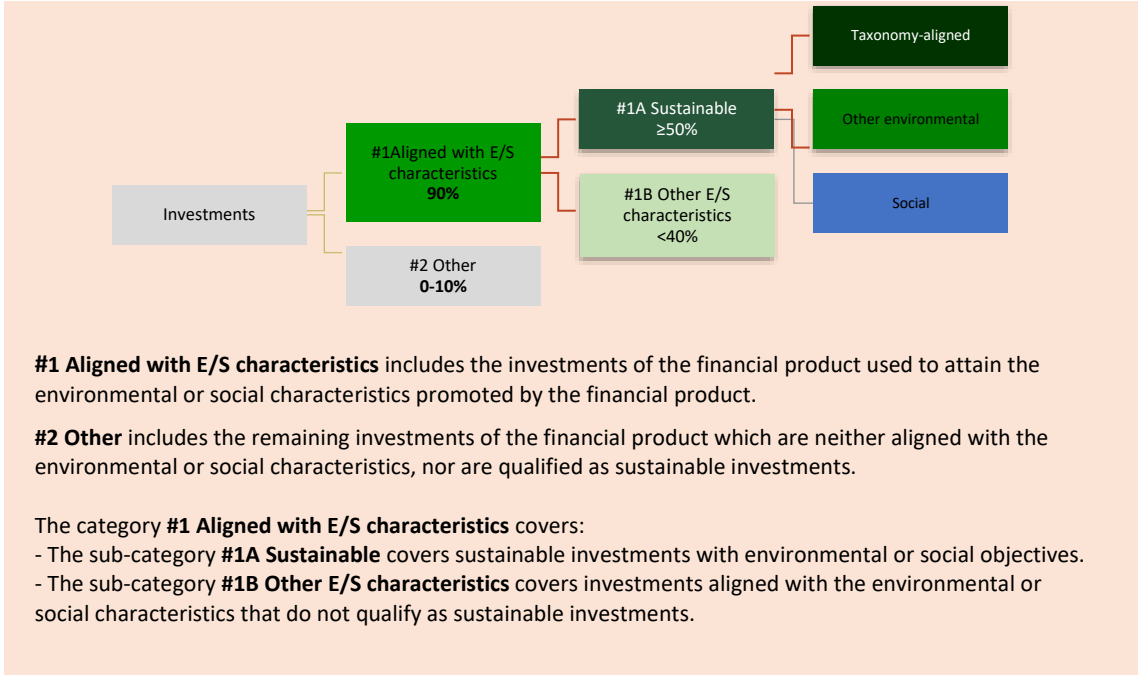 Taxonomy-aligned
#1A Sustainable
≥50%
Other environmental
#1Aligned with E/S
characteristics
90%
#1B Other E/S
characteristics
<40%
Social
Investments
#2 Other
0-10%
#1 Aligned with E/S characteristics includes the investments of the financial product used to attain the
environmental or social characteristics promoted by the financial product.
#2 Other includes the remaining investments of the financial product which are neither aligned with the
environmental or social characteristics, nor are qualified as sustainable investments.
The category #1 Aligned with E/S characteristics covers:
- The sub-category #1A Sustainable covers sustainable investments with environmental or social objectives.
- The sub-category #1B Other E/S characteristics covers investments aligned with the environmental or
social characteristics that do not qualify as sustainable investments.